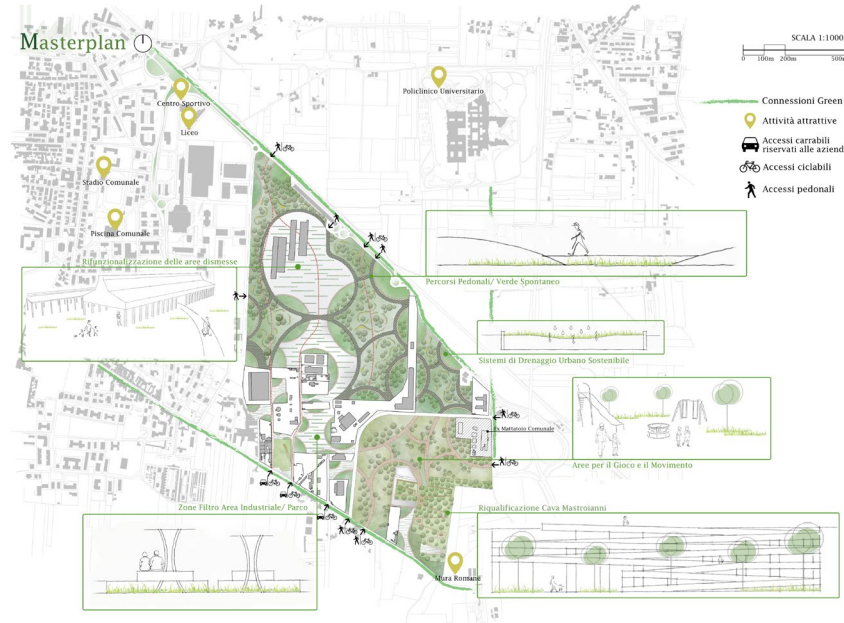 Masterplan
SCALA 1:1000
0 100m 200m 500m
Connessioni Green
Attività attrattive
Accessi carrabili
riservati alle aziend
Accessi ciclabili
Accessi pedonali
Centro Sportivo
Liceo
Policlinico Universitario
Stadio Comunale
Piscina Comunale
Rifunzionalizzazione delle aree dismesse
Percorsi Pedonali/ Verde Spontaneo
Sistemi di Drenaggio Urbano Sostenibile
Ex Mattatoio Comunale
Aree per il Gioco e il Movimento
Zone Filtro Area Industriale/ Parco
Riqualificazione Cava Mastroianni
Mura Romane